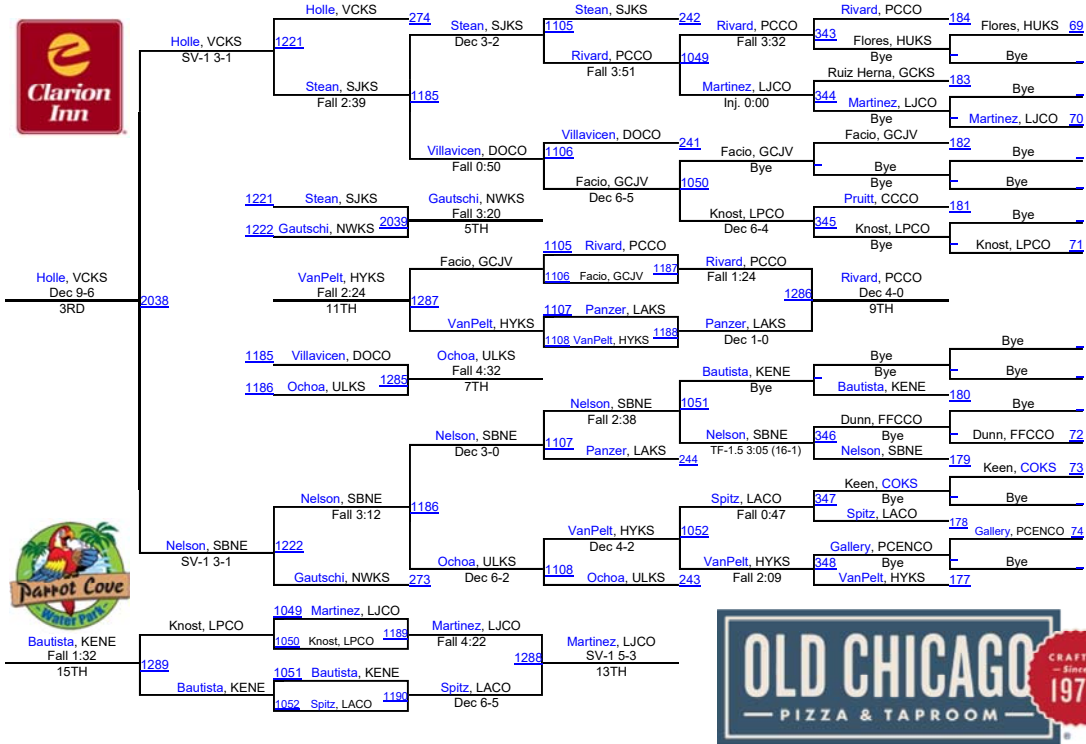 Holle, VCKS
274
Stean, SJKS
Dec 3-2
Stean, SJKS
242
1105
Rivard, PCCO
Fall 3:32
Rivard, PCCO
184
343
Flores, HUKS
Bye
Flores, HUKS 69
Bye
Holle, VCKS
SV-1 3-1
1221
Rivard, PCCO
Fall 3:51
1049
Ruiz Herna, GCKS
183
Bye
Clarion
Inn
Stean, SJKS
Fall 2:39
1185
Martinez, LJCO
Inj. 0:00
344
Martinez, LJCO
Bye
Martinez, LJCO 70
Villavicen, DOCO
Fall 0:50
Villavicen, DOCO
241
1106
Facio, GCJV
Bye
Facio, GCJV
182
Bye
Bye
Bye
Bye
Facio, GCJV
Dec 6-5
1050
Pruitt, CCCO
181
Bye
1221 Stean, SJKS
1222 Gautschi, NWKS
2039
Gautschi, NWKS
Fall 3:20
5TH
Knost, LPCO
Dec 6-4
345
Knost, LPCO
Bye
Knost, LPCO 71
Holle, VCKS
Dec 9-6
3RD
2038
VanPelt, HYKS
Fall 2:24
11TH
1287
Facio, GCJV
VanPelt, HYKS
1105 Rivard, PCCO
1106 Facio, GCJV
1187
Rivard, PCCO
Fall 1:24
1107 Panzer, LAKS
1108 VanPelt, HYKS
1188
Panzer, LAKS
Dec 1-0
1286
Rivard, PCCO
Dec 4-0
9TH
1185 Villavicen, DOCO
1186 Ochoa, ULKS
1285
Ochoa, ULKS
Fall 4:32
7TH
Bautista, KENE
Bye
Bye
Bye
Bautista, KENE
180
Bye
Bye
Nelson, SBNE
Fall 2:38
1051
Dunn, FFCCO
Bye
Bye
Dunn, FFCCO 72
Nelson, SBNE
Dec 3-0
1107
Panzer, LAKS
244
Nelson, SBNE
TF-1.5 3:05 (16-1)
346
Nelson, SBNE
179
Nelson, SBNE
Fall 3:12
1186
Spitz, LACO
Fall 0:47
347
Keen, COKS
Bye
Spitz, LACO
178
Keen, COKS 73
Bye
Nelson, SBNE
SV-1 3-1
1222
VanPelt, HYKS
Dec 4-2
1052
Gallery, PCENCO
Bye
Gallery, PCENCO 74
Bye
Gautschi, NWKS
273
Ochoa, ULKS
Dec 6-2
1108
Ochoa, ULKS
243
VanPelt, HYKS
Fall 2:09
348
VanPelt, HYKS
177
Parrot Cove
Water Park
Bautista, KENE
Fall 1:32
15TH
1289
Knost, LPCO
Bautista, KENE
1049 Martinez, LJCO
1050 Knost, LPCO
1189
Martinez, LJCO
Fall 4:22
1051 Bautista, KENE
1052 Spitz, LACO
1190
Spitz, LACO
Dec 6-5
1288
Martinez, LJCO
SV-1 5-3
13TH
OLD CHICAGO
PIZZA & TAPROOM
CRAFT
Since
197